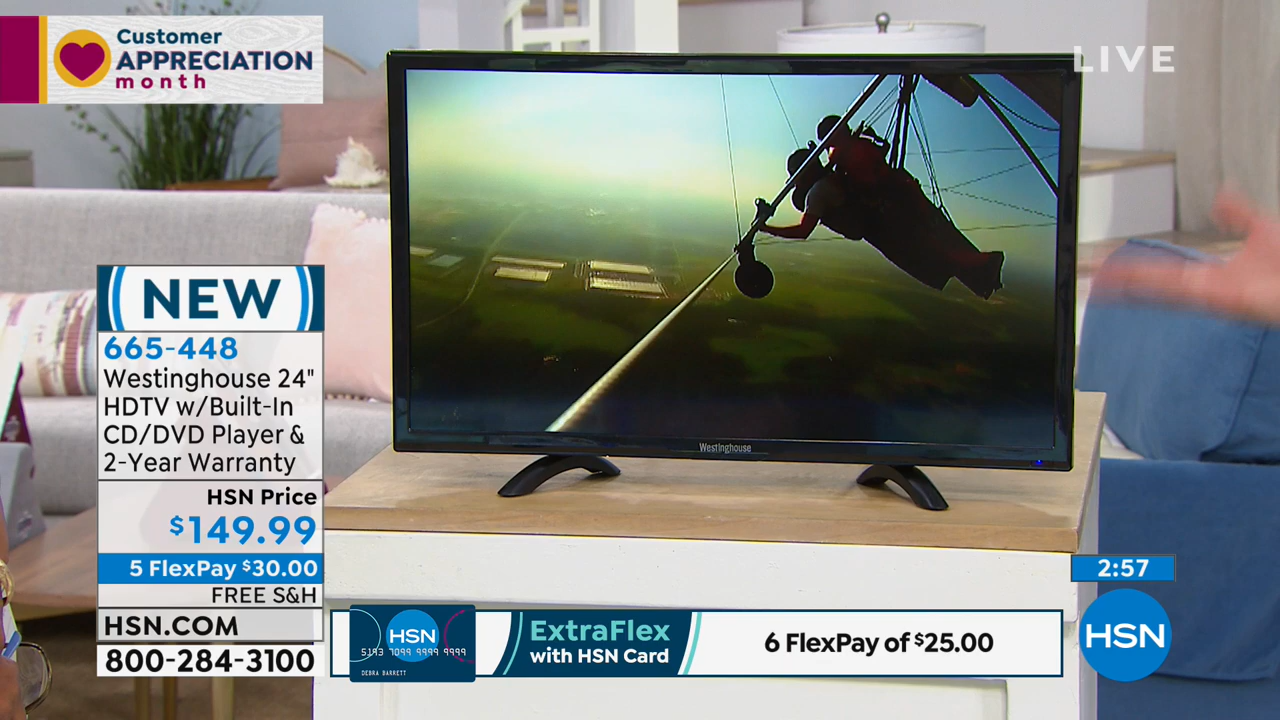 Customer
APPRECIATION
month
LIVE
NEW
665-448
Westinghouse 24"
HDTV w/Built-In
CD/DVD Player &
2-Year Warranty
HSN Price
$149.99
5 FlexPay $30.00
FREE S&H
HSN.COM
800-284-3100
Westinghouse
HSN
5193 7099 9999 9999
DEBRA BARRETT
ExtraFlex
with HSN Card
6 FlexPay of $25.00
2:57
HSN